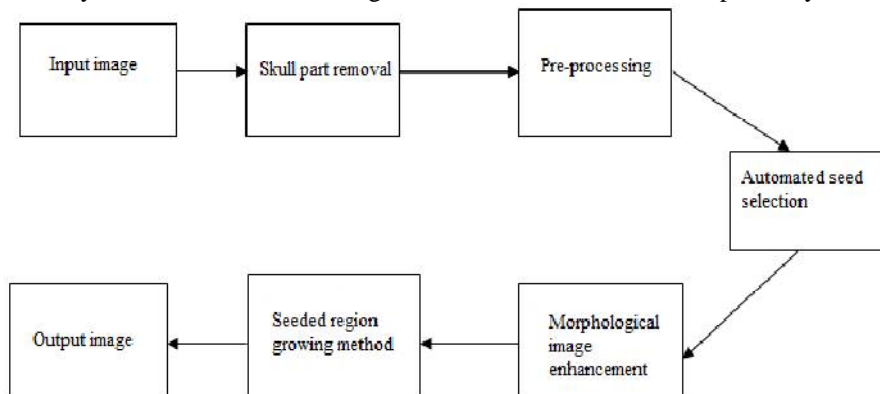 Input image
Skull part removal
Pre-processing
Automated seed
selection
Morphological
image
enhancement
Seeded region
growing method
Output image